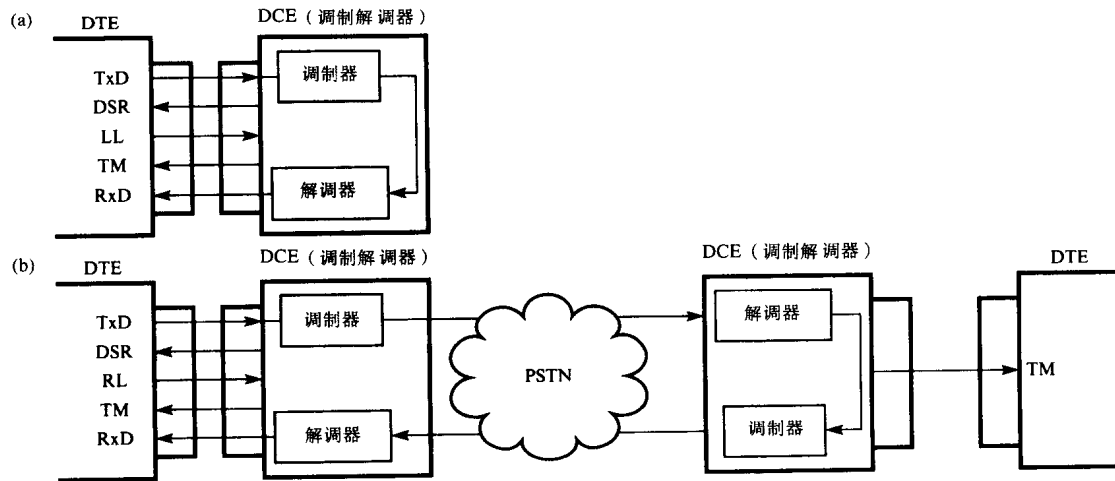 (a)
DTE
DCE（调制解调器）
TxD
DSR
LL
TM
RxD
调制器
解调器
(b)
DTE
DCE（调制解调器）
TxD
DSR
RL
TM
RxD
调制器
解调器
PSTN
DCE（调制解调器）
解调器
调制器
DTE
TM